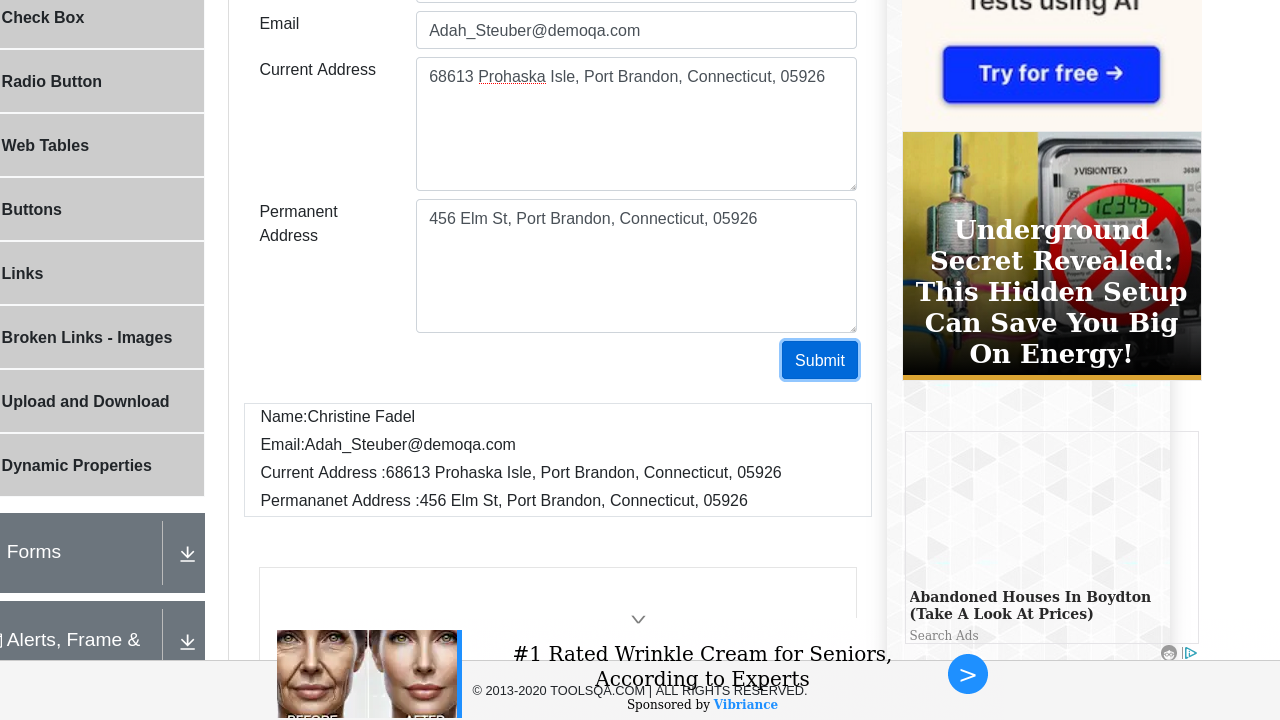 Check Box
Radio Button
Web Tables
Buttons
Links
Broken Links - Images
Upload and Download
Dynamic Properties
Forms
Alerts, Frame &
Email
Adah_Steuber@demoqa.com
Current Address
68613 Prohaska Isle, Port Brandon, Connecticut, 05926
Permanent
Address
456 Elm St, Port Brandon, Connecticut, 05926
Submit
Name:Christine Fadel
Email:Adah_Steuber@demoqa.com
Current Address :68613 Prohaska Isle, Port Brandon, Connecticut, 05926
Permananet Address :456 Elm St, Port Brandon, Connecticut, 05926
Tests using AI
Try for free →
VISIONTEK
Underground
Secret Revealed:
This Hidden Setup
Can Save You Big
On Energy!
Abandoned Houses In Boydton
(Take A Look At Prices)
Search Ads
#1 Rated Wrinkle Cream for Seniors,
According to Experts
© 2013-2020 TOOLSQA.COM | ALL RIGHTS RESERVED.
Sponsored by Vibriance
BEFORE
AFTER